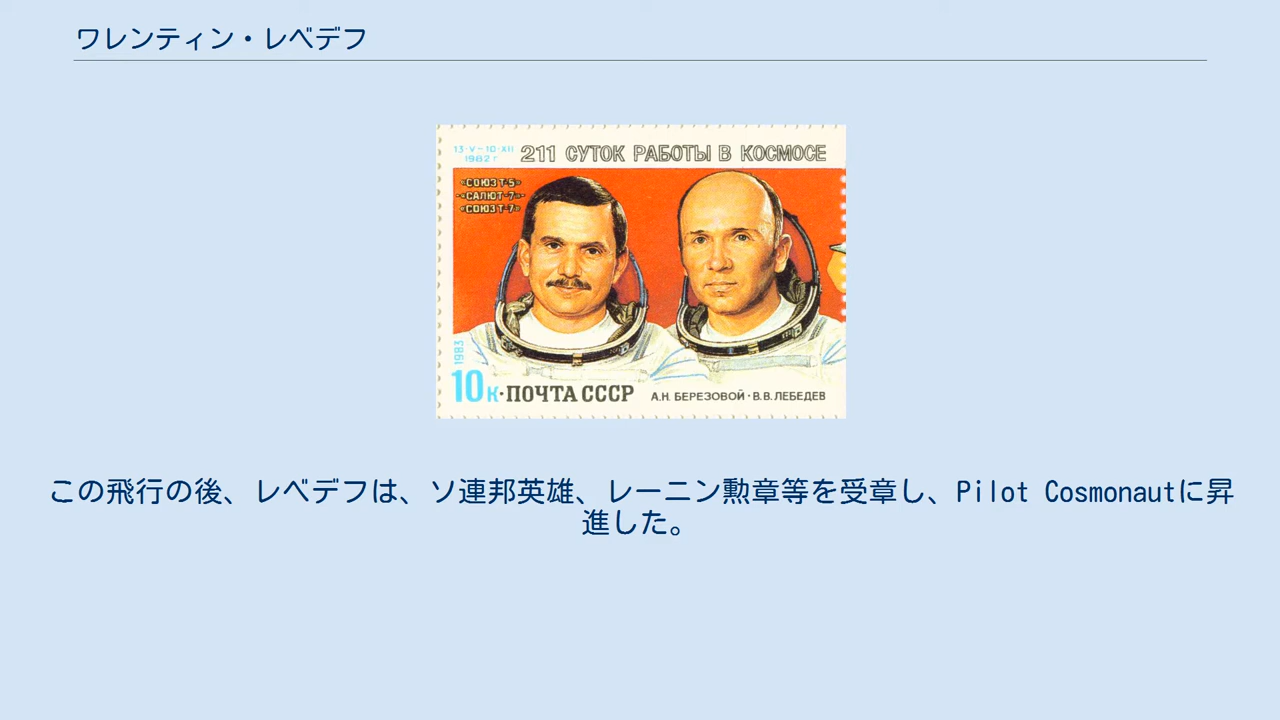 ワレンティン・レベデフ
13·V-10·XII
1982 г
211 СУТОК РАБОТЫ В КОСМОСЕ
«СОЮЗ Т-5»
-«САЛЮТ-7»-
«СОЮЗ Т-7»
1983
10к·ПОЧТА СССР
А.Н. БЕРЕЗОВОЙ·В.В. ЛЕБЕДЕВ
この飛行の後、レベデフは、ソ連邦英雄、レーニン勲章等を受章し、Pilot Cosmonautに昇
進した。